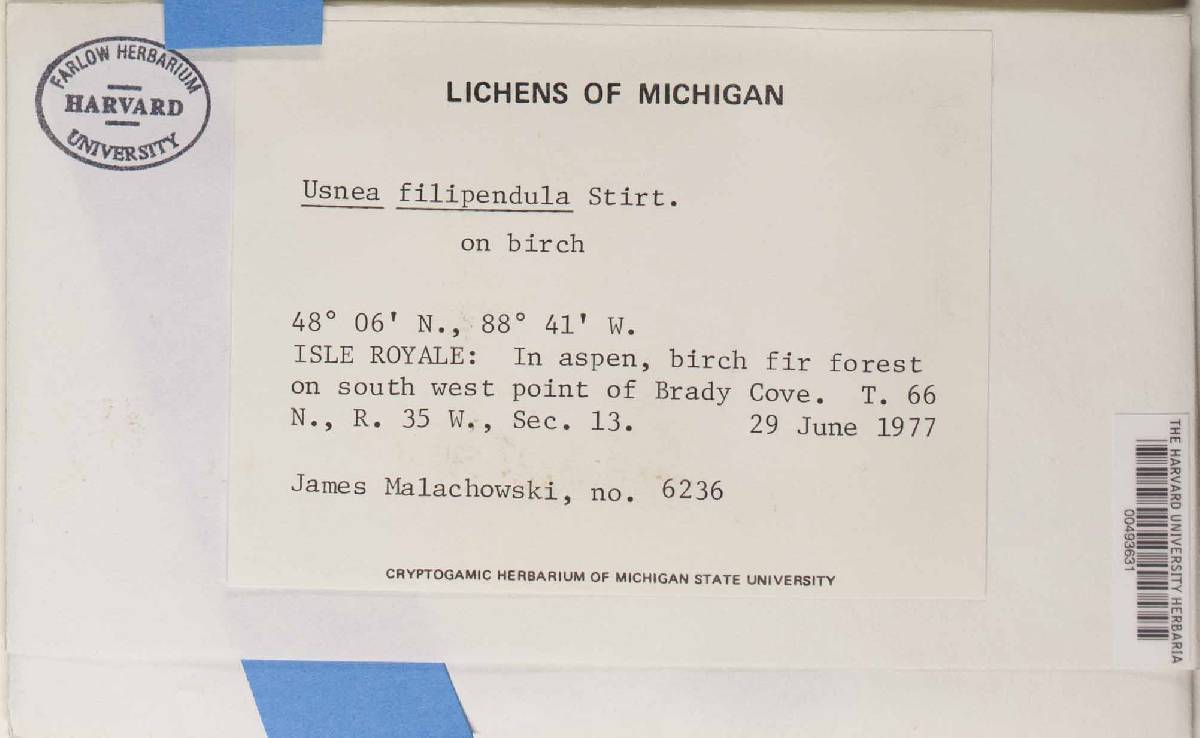 FARLOW HERBARIUM
HARVARD
UNIVERSITY
LICHENS OF MICHIGAN
Usnea filipendula Stirt.
on birch
48° 06' N., 88° 41' W.
ISLE ROYALE: In aspen, birch fir forest
on south west point of Brady Cove. T. 66
N., R. 35 W., Sec. 13. 29 June 1977
James Malachowski, no. 6236
CRYPTOGAMIC HERBARIUM OF MICHIGAN STATE UNIVERSITY
THE HARVARD UNIVERSITY HERBARIA
00493631